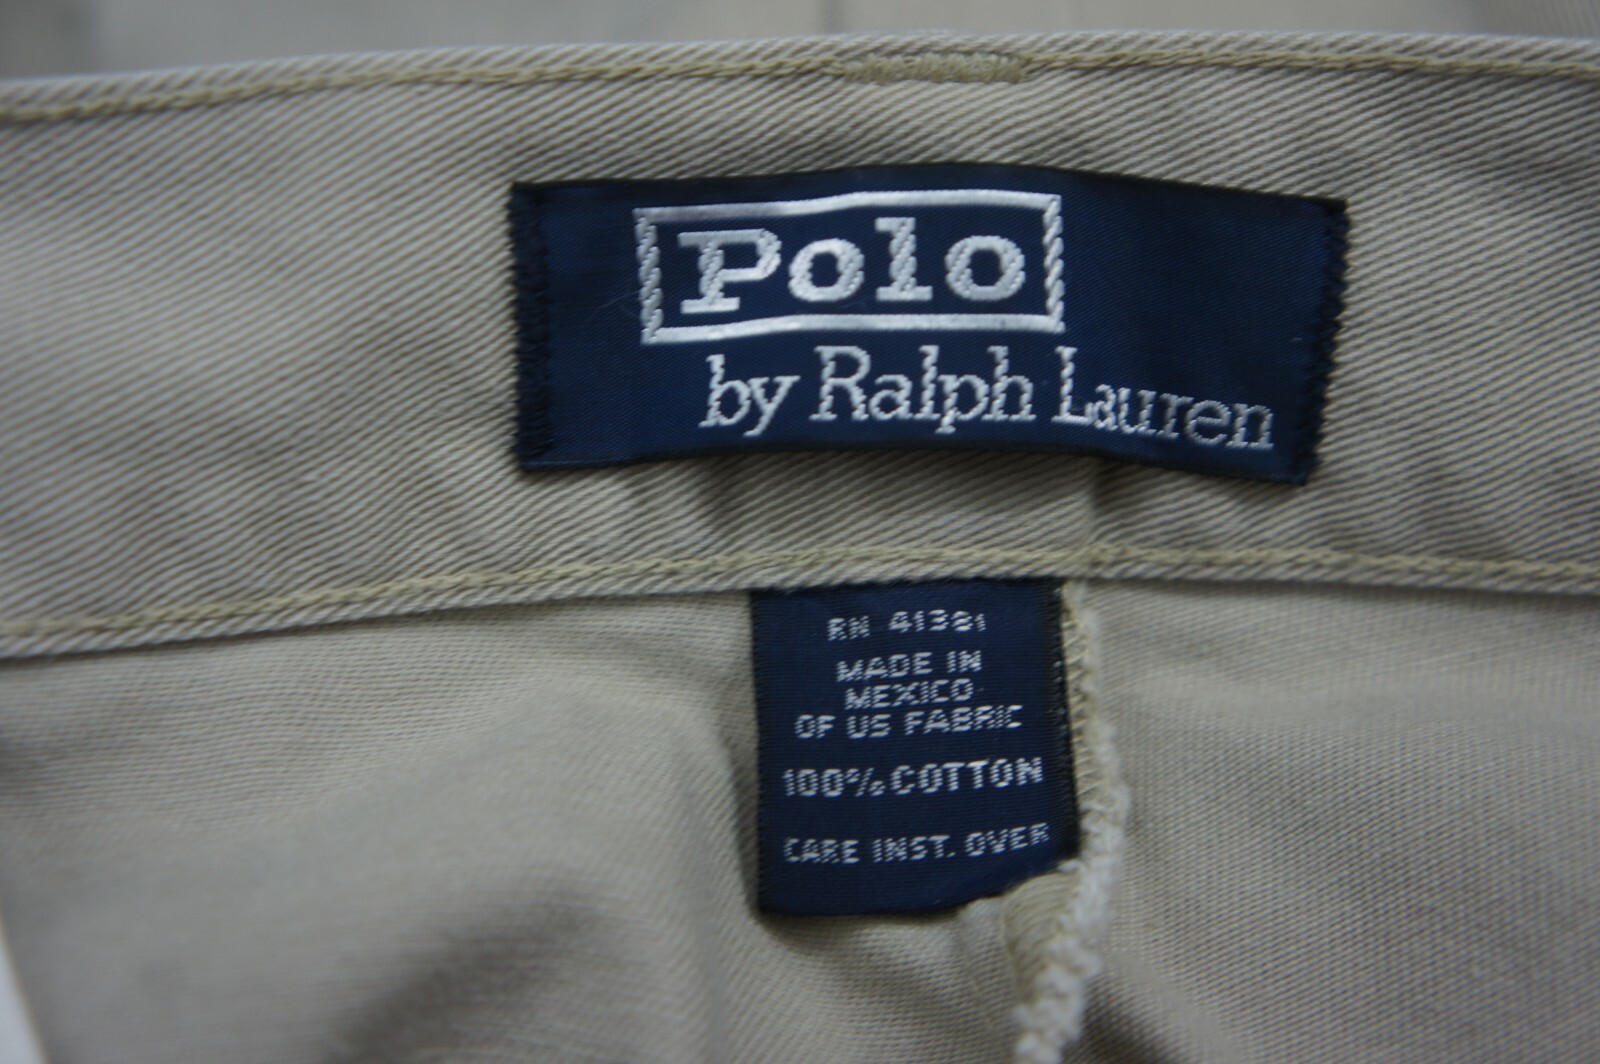 Polo
by Ralph Lauren
RN 41381
MADE IN
MEXICO
OF US FABRIC
100% COTTON
CARE INST. OVER